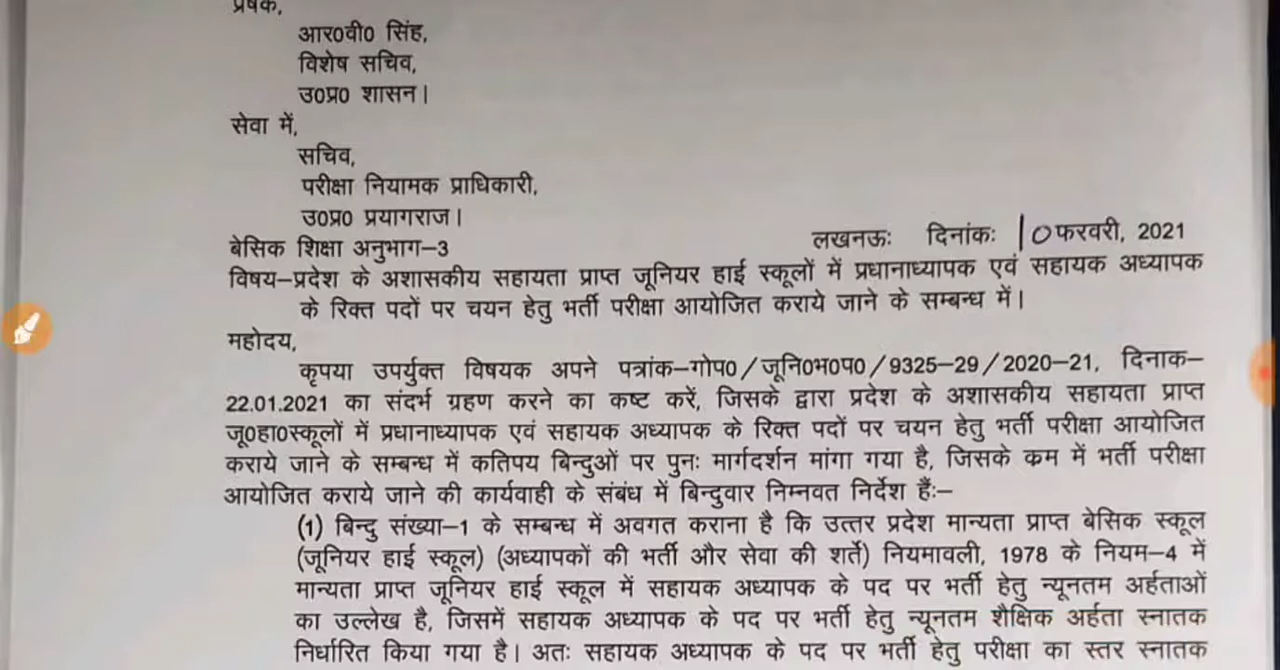 प्रेषक,
आर0वी0 सिंह,
विशेष सचिव,
उ0प्र0 शासन।
सेवा में,
सचिव,
परीक्षा नियामक प्राधिकारी,
उ0प्र0 प्रयागराज।
बेसिक शिक्षा अनुभाग–3 लखनऊः दिनांकः 10 फरवरी, 2021
विषय–प्रदेश के अशासकीय सहायता प्राप्त जूनियर हाई स्कूलों में प्रधानाध्यापक एवं सहायक अध्यापक
के रिक्त पदों पर चयन हेतु भर्ती परीक्षा आयोजित कराये जाने के सम्बन्ध में।
महोदय,
कृपया उपर्युक्त विषयक अपने पत्रांक–गोप0/जूनि0भ0प0/9325–29/2020–21, दिनाक–
22.01.2021 का संदर्भ ग्रहण करने का कष्ट करें, जिसके द्वारा प्रदेश के अशासकीय सहायता प्राप्त
जू0हा0स्कूलों में प्रधानाध्यापक एवं सहायक अध्यापक के रिक्त पदों पर चयन हेतु भर्ती परीक्षा आयोजित
कराये जाने के सम्बन्ध में कतिपय बिन्दुओं पर पुनः मार्गदर्शन मांगा गया है, जिसके क्रम में भर्ती परीक्षा
आयोजित कराये जाने की कार्यवाही के संबंध में बिन्दुवार निम्नवत निर्देश हैंः–
(1) बिन्दु संख्या–1 के सम्बन्ध में अवगत कराना है कि उत्तर प्रदेश मान्यता प्राप्त बेसिक स्कूल
(जूनियर हाई स्कूल) (अध्यापकों की भर्ती और सेवा की शर्ते) नियमावली, 1978 के नियम–4 में
मान्यता प्राप्त जूनियर हाई स्कूल में सहायक अध्यापक के पद पर भर्ती हेतु न्यूनतम अर्हताओं
का उल्लेख है, जिसमें सहायक अध्यापक के पद पर भर्ती हेतु न्यूनतम शैक्षिक अर्हता स्नातक
निर्धारित किया गया है। अतः सहायक अध्यापक के पद पर भर्ती हेतु परीक्षा का स्तर स्नातक